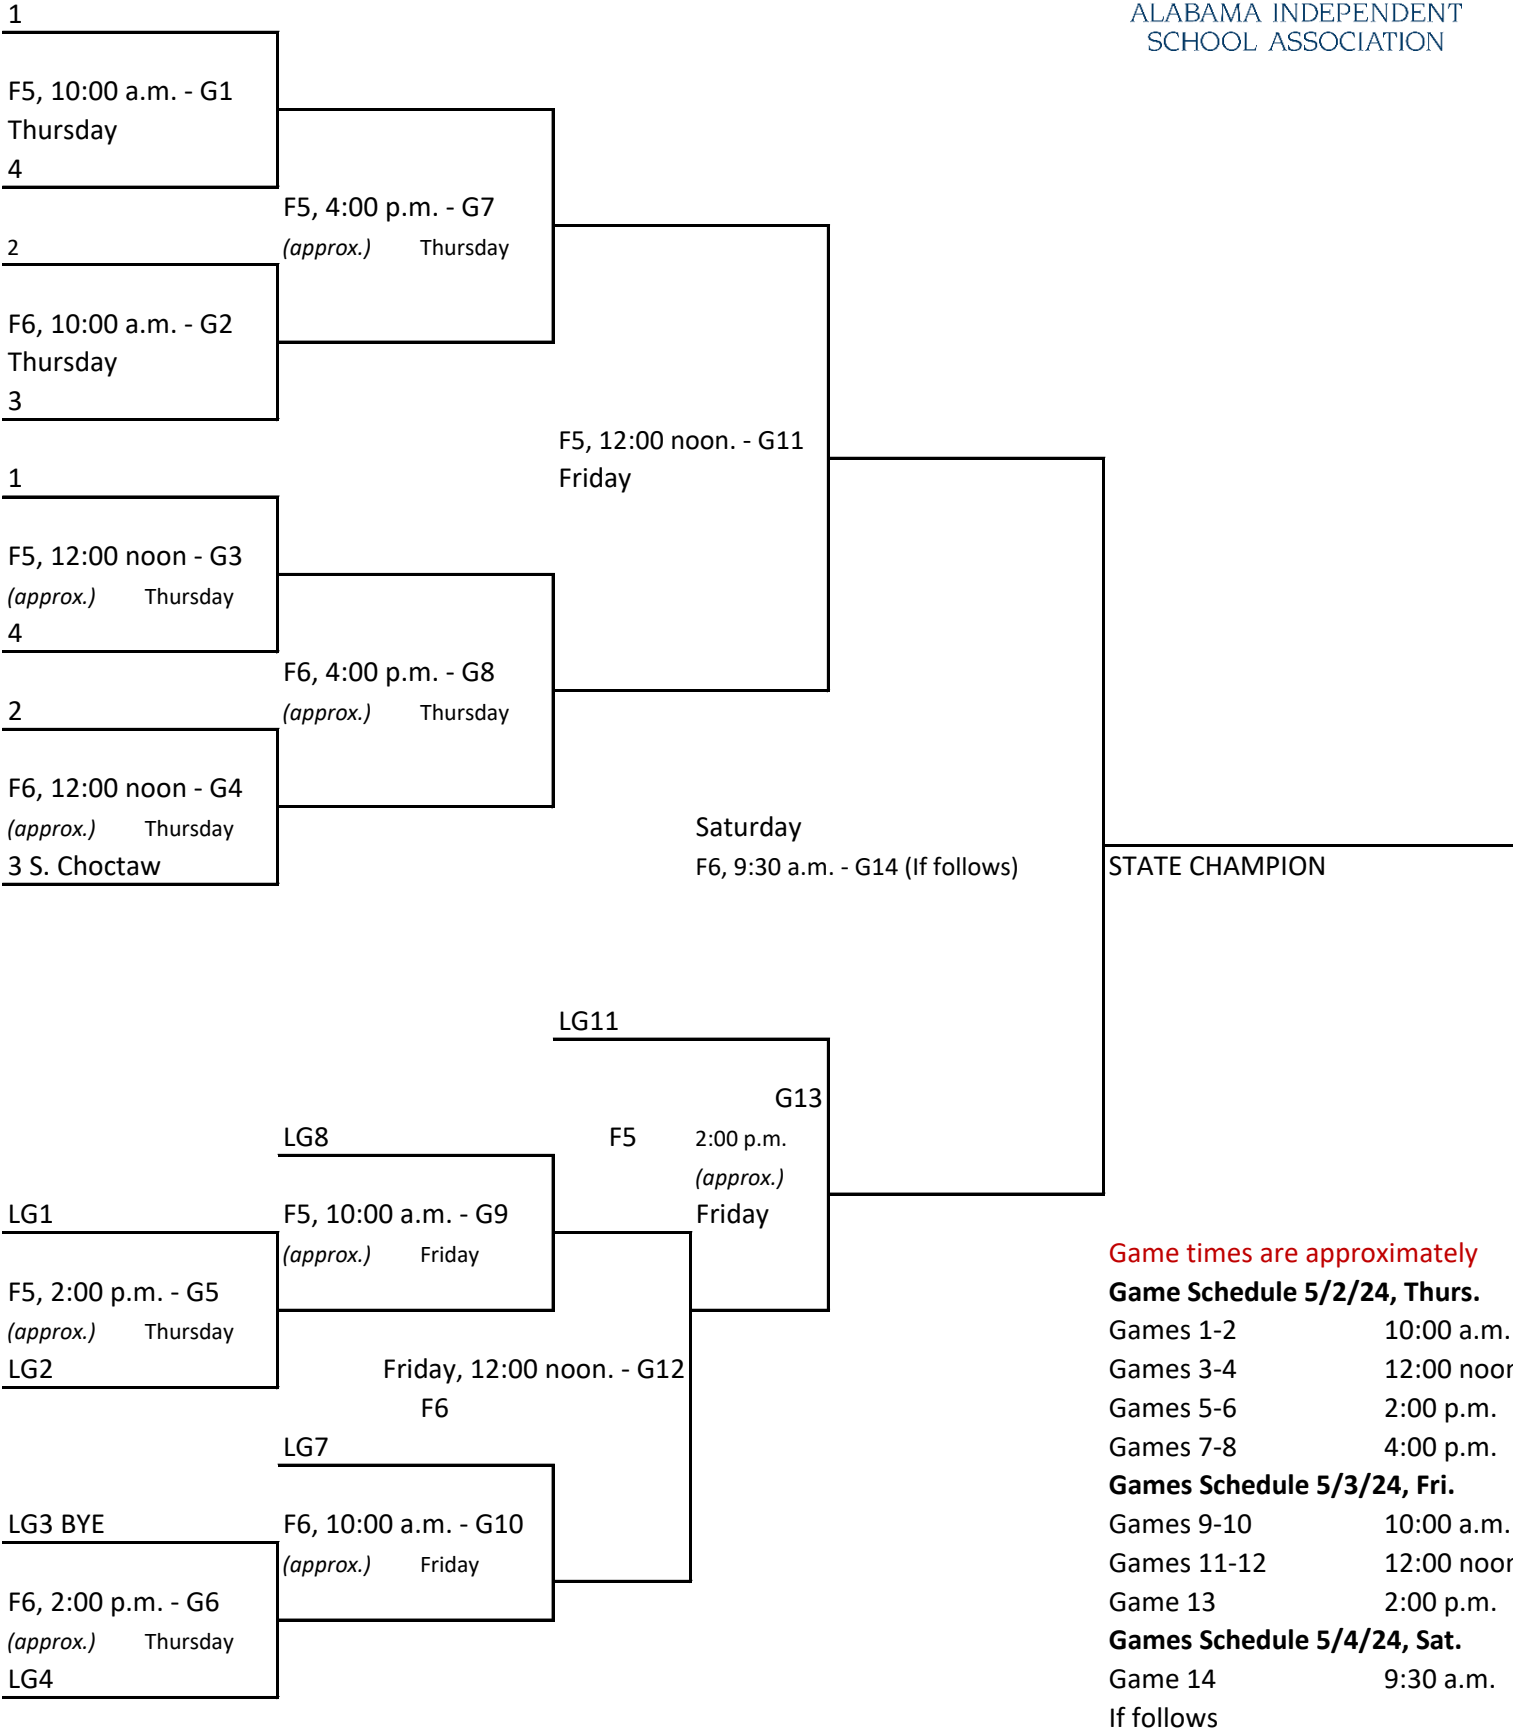 1
ALABAMA INDEPENDENT
SCHOOL ASSOCIATION
F5, 10:00 a.m. - G1
Thursday
4
F5, 4:00 p.m. - G7
2
(approx.) Thursday
F6, 10:00 a.m. - G2
Thursday
3
F5, 12:00 noon. - G11
1
Friday
F5, 12:00 noon - G3
(approx.) Thursday
4
F6, 4:00 p.m. - G8
2
(approx.) Thursday
F6, 12:00 noon - G4
(approx.) Thursday
Saturday
3 S. Choctaw
F6, 9:30 a.m. - G14 (If follows)
STATE CHAMPION
LG11
G13
LG8
F5
2:00 p.m.
(approx.)
LG1
F5, 10:00 a.m. - G9
Friday
(approx.) Friday
F5, 2:00 p.m. - G5
(approx.) Thursday
LG2
Friday, 12:00 noon. - G12
F6
LG7
LG3 BYE
F6, 10:00 a.m. - G10
(approx.) Friday
F6, 2:00 p.m. - G6
(approx.) Thursday
LG4
Game times are approximately
Game Schedule 5/2/24, Thurs.
Games 1-2 10:00 a.m.
Games 3-4 12:00 noon
Games 5-6 2:00 p.m.
Games 7-8 4:00 p.m.
Games Schedule 5/3/24, Fri.
Games 9-10 10:00 a.m.
Games 11-12 12:00 noon
Game 13 2:00 p.m.
Games Schedule 5/4/24, Sat.
Game 14 9:30 a.m.
If follows